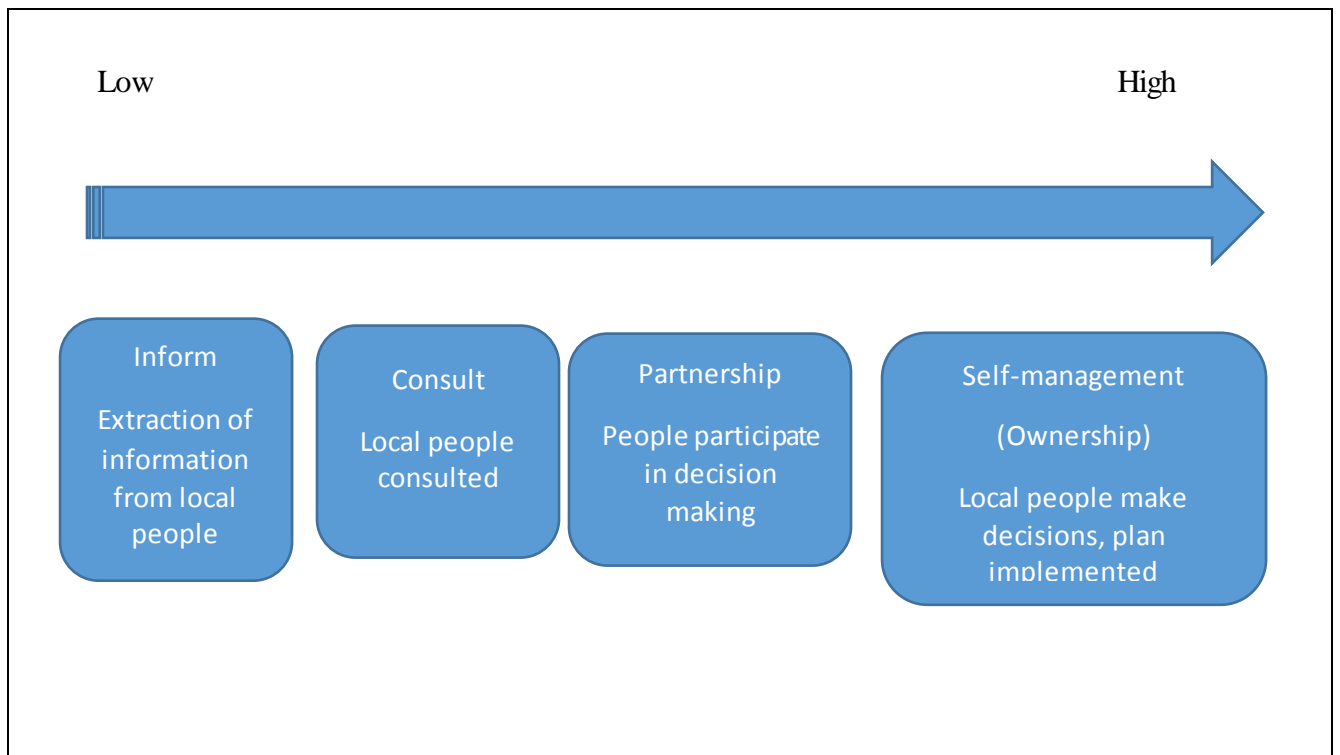 Low
High
Inform
Extraction of
information
from local
people
Consult
Local people
consulted
Partnership
People participate
in decision
making
Self-management
(Ownership)
Local people make
decisions, plan
implemented